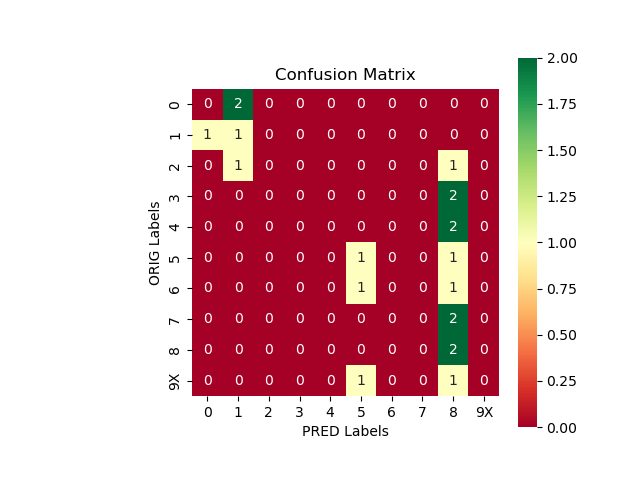 Confusion Matrix
ORIG Labels
0 0 2 0 0 0 0 0 0 0 0
1 1 1 0 0 0 0 0 0 0 0
2 0 1 0 0 0 0 0 0 1 0
3 0 0 0 0 0 0 0 0 2 0
4 0 0 0 0 0 0 0 0 2 0
5 0 0 0 0 0 1 0 0 1 0
6 0 0 0 0 0 1 0 0 1 0
7 0 0 0 0 0 0 0 0 2 0
8 0 0 0 0 0 0 0 0 2 0
9X 0 0 0 0 0 1 0 0 1 0
0 1 2 3 4 5 6 7 8 9X
PRED Labels
2.00
1.75
1.50
1.25
1.00
0.75
0.50
0.25
0.00